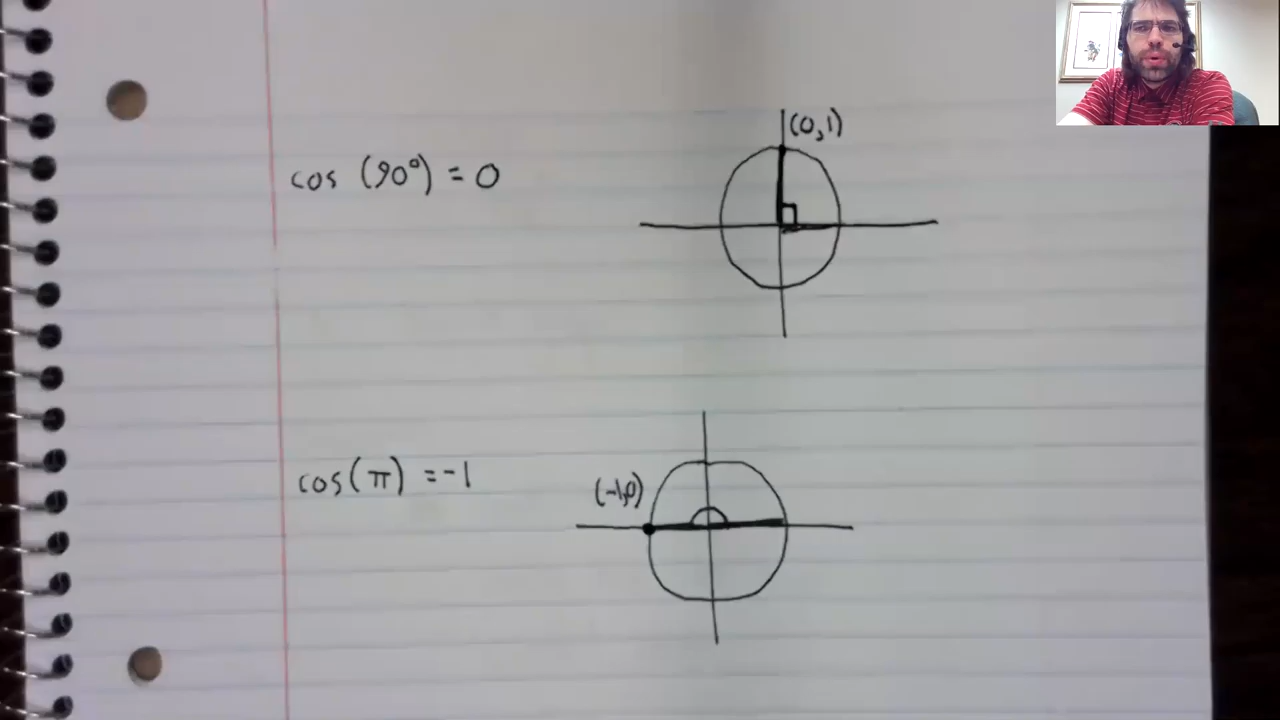 (0,1)
cos (90°) = 0
cos(π) = -1
(-1,0)